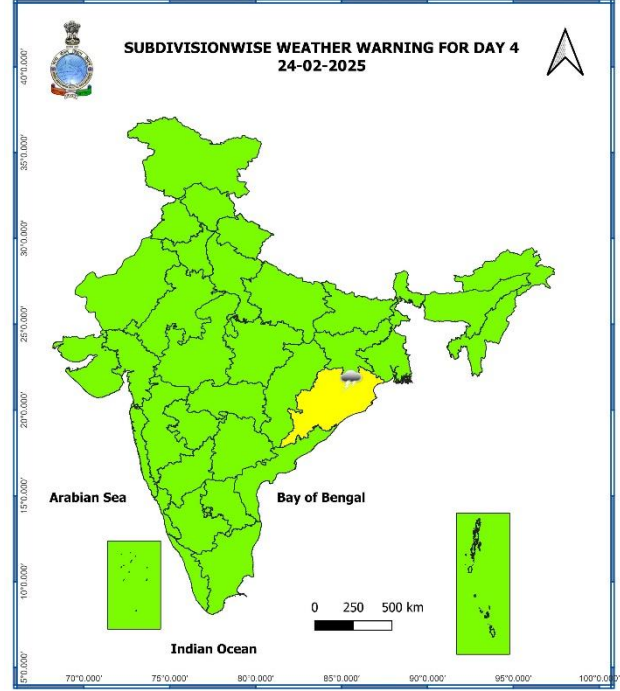 SUBDIVISIONWISE WEATHER WARNING FOR DAY 4
24-02-2025
40°0.000'
35°0.000'
30°0.000'
25°0.000'
20°0.000'
15°0.000'
10°0.000'
5°0.000'
Arabian Sea
Bay of Bengal
0 250 500 km
Indian Ocean
70°0.000' 75°0.000' 80°0.000' 85°0.000' 90°0.000' 95°0.000' 100°0.000'